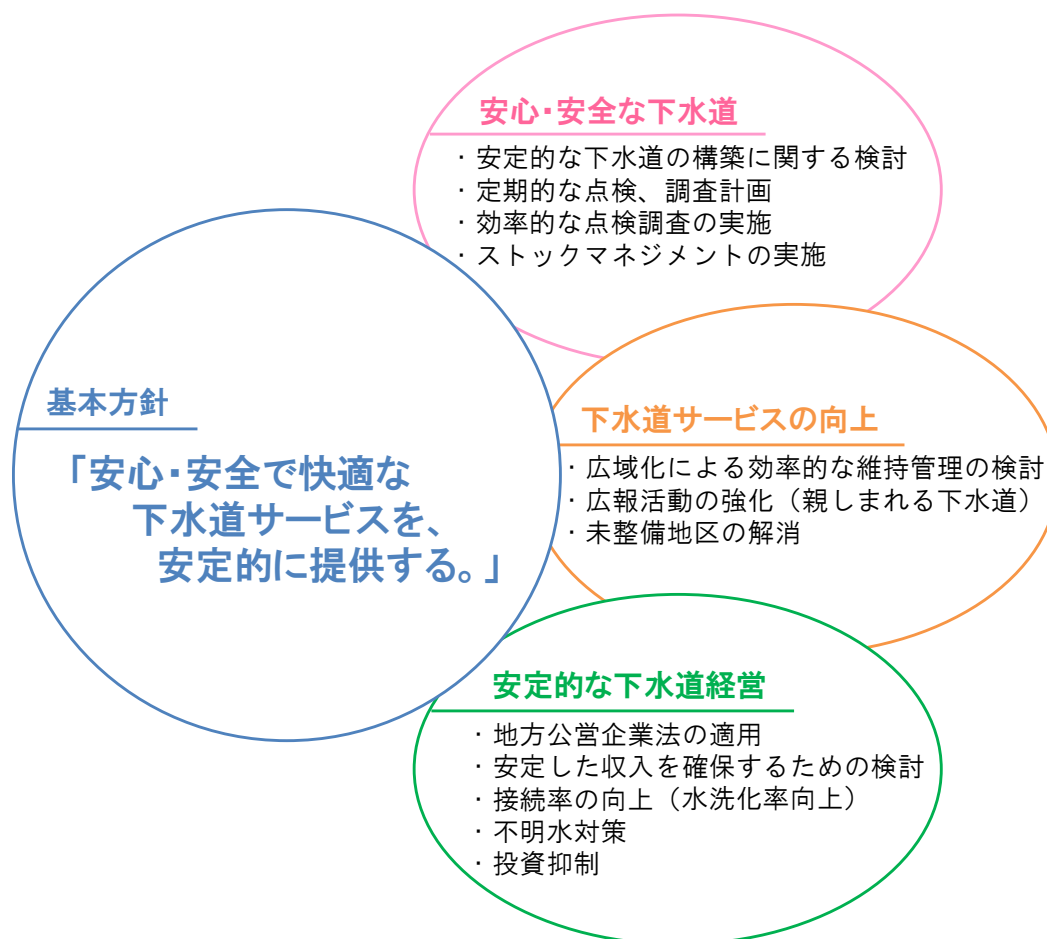 安心・安全な下水道
・安定的な下水道の構築に関する検討
・定期的な点検、調査計画
・効率的な点検調査の実施
・ストックマネジメントの実施
基本方針
「安心・安全で快適な
下水道サービスを、
安定的に提供する。」
下水道サービスの向上
・広域化による効率的な維持管理の検討
・広報活動の強化（親しまれる下水道）
・未整備地区の解消
安定的な下水道経営
・地方公営企業法の適用
・安定した収入を確保するための検討
・接続率の向上（水洗化率向上）
・不明水対策
・投資抑制